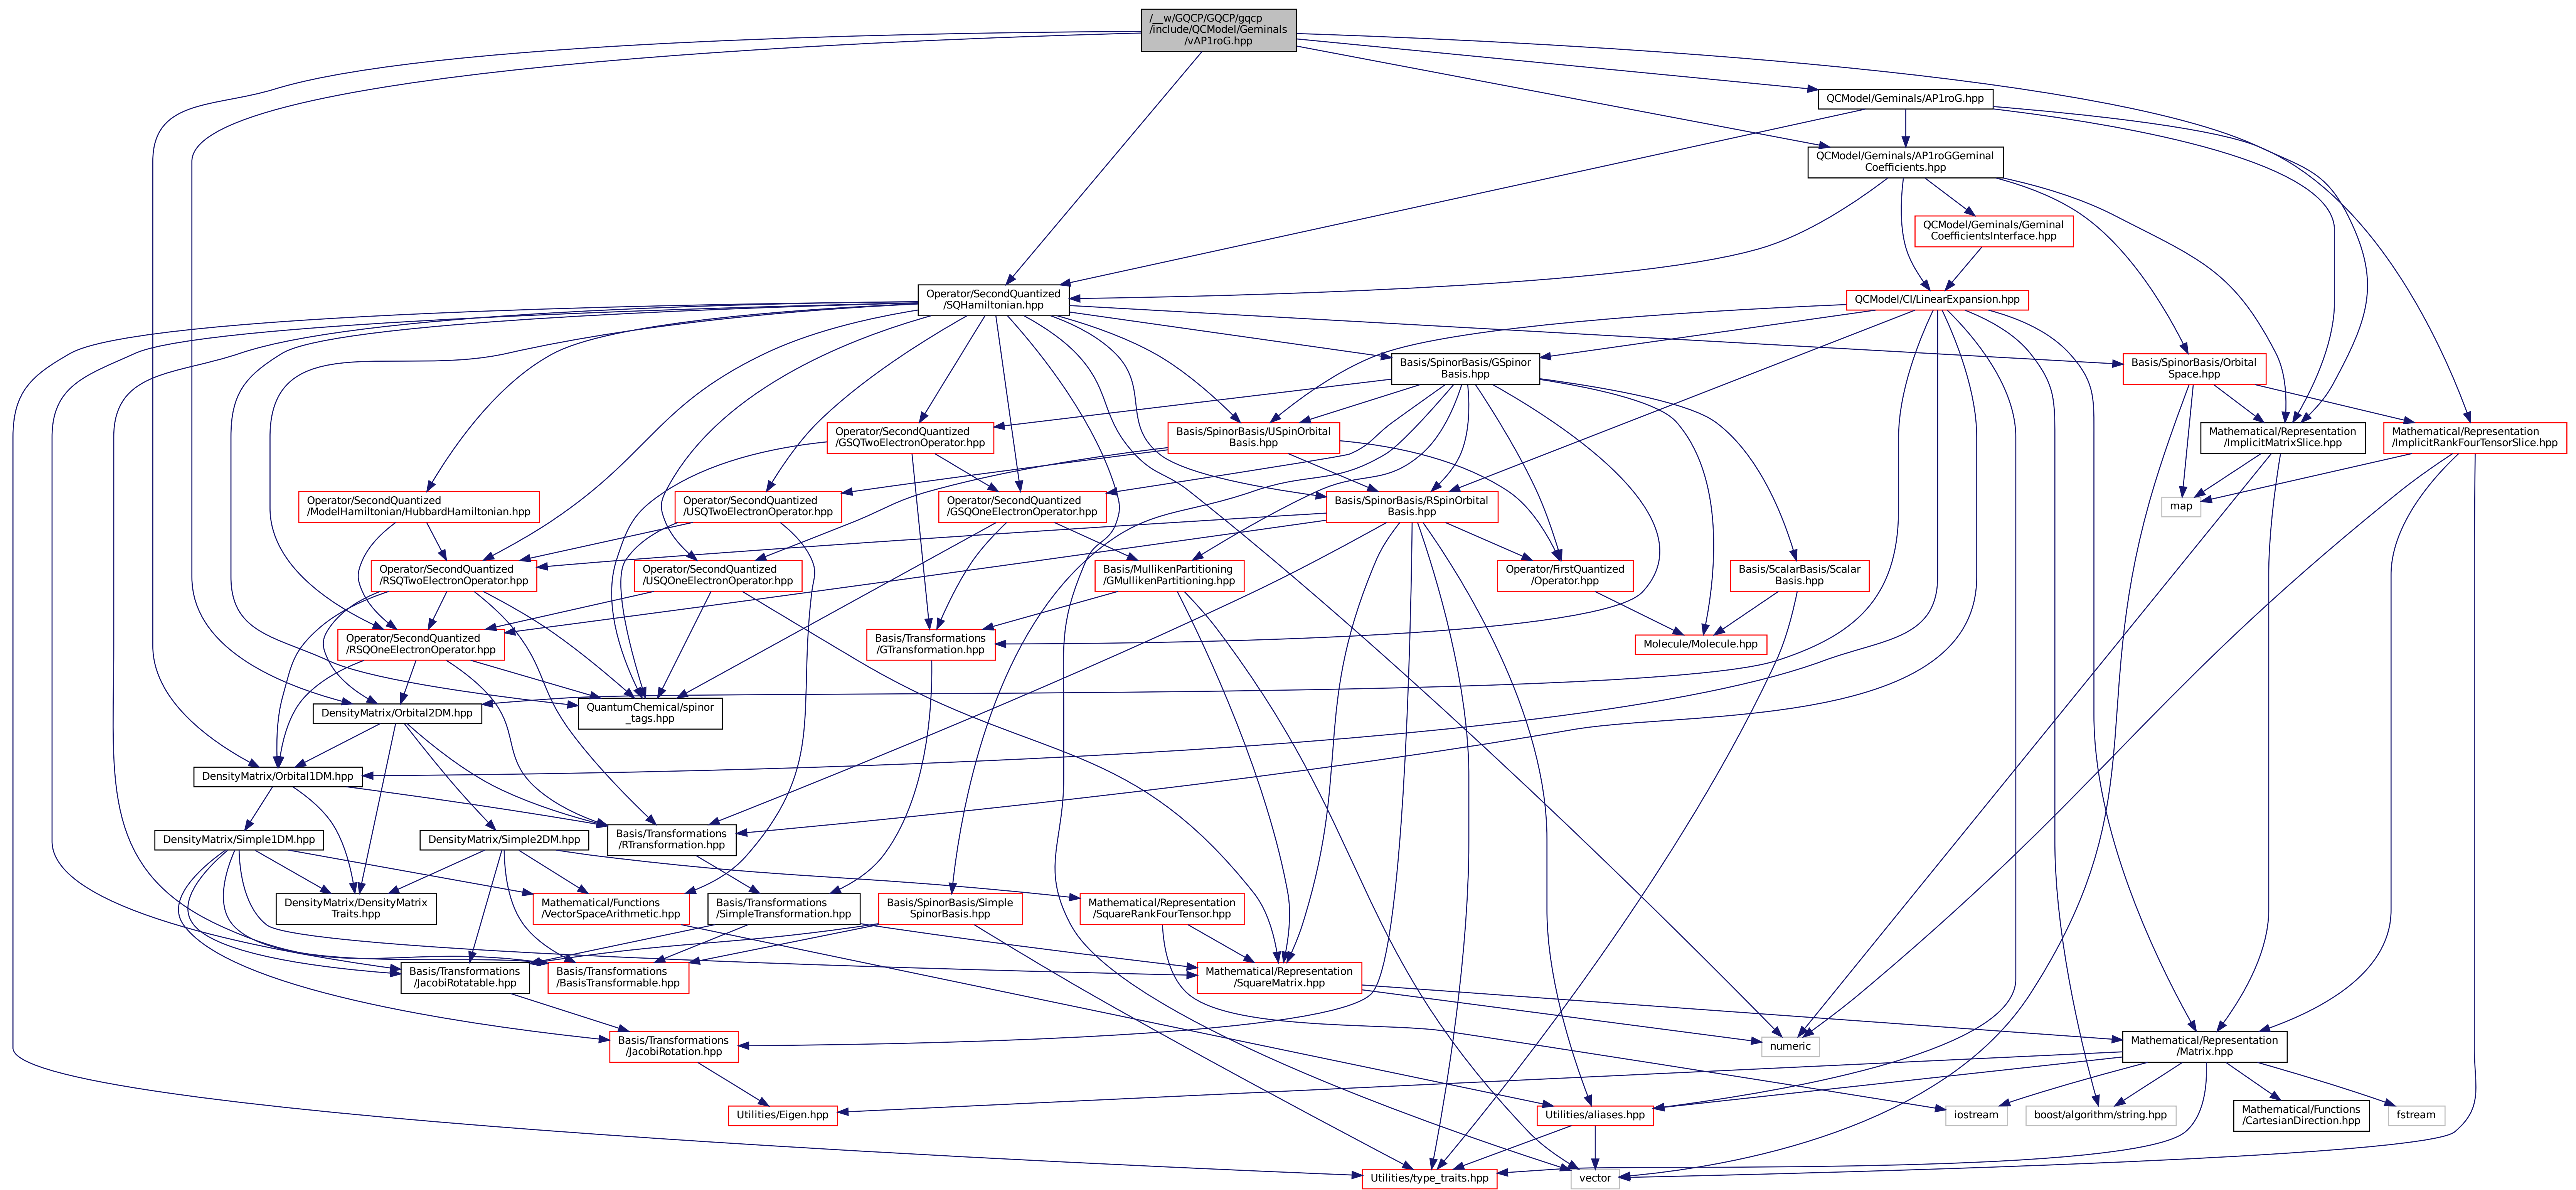 /__w/GQCP/GQCP/gqcp
/include/QCModel/Geminals
/vAP1roG.hpp
QCModel/Geminals/AP1roG.hpp
QCModel/Geminals/AP1roGGeminal
Coefficients.hpp
QCModel/Geminals/Geminal
CoefficientsInterface.hpp
Operator/SecondQuantized
/SQHamiltonian.hpp
QCModel/CI/LinearExpansion.hpp
Basis/SpinorBasis/GSpinor
Basis.hpp
Basis/SpinorBasis/Orbital
Space.hpp
Operator/SecondQuantized
/GSQTwoElectronOperator.hpp
Basis/SpinorBasis/USpinOrbital
Basis.hpp
Mathematical/Representation
/ImplicitMatrixSlice.hpp
Mathematical/Representation
/ImplicitRankFourTensorSlice.hpp
Operator/SecondQuantized
/ModelHamiltonian/HubbardHamiltonian.hpp
Operator/SecondQuantized
/USQTwoElectronOperator.hpp
Operator/SecondQuantized
/GSQOneElectronOperator.hpp
Basis/SpinorBasis/RSpinOrbital
Basis.hpp
map
Operator/SecondQuantized
/RSQTwoElectronOperator.hpp
Operator/SecondQuantized
/USQOneElectronOperator.hpp
Basis/MullikenPartitioning
/GMullikenPartitioning.hpp
Operator/FirstQuantized
/Operator.hpp
Basis/ScalarBasis/Scalar
Basis.hpp
Operator/SecondQuantized
/RSQOneElectronOperator.hpp
Basis/Transformations
/GTransformation.hpp
Molecule/Molecule.hpp
DensityMatrix/Orbital2DM.hpp
QuantumChemical/spinor
_tags.hpp
DensityMatrix/Orbital1DM.hpp
DensityMatrix/Simple1DM.hpp
DensityMatrix/Simple2DM.hpp
Basis/Transformations
/RTransformation.hpp
DensityMatrix/DensityMatrix
Traits.hpp
Mathematical/Functions
/VectorSpaceArithmetic.hpp
Basis/Transformations
/SimpleTransformation.hpp
Basis/SpinorBasis/Simple
SpinorBasis.hpp
Mathematical/Representation
/SquareRankFourTensor.hpp
Basis/Transformations
/JacobiRotatable.hpp
Basis/Transformations
/BasisTransformable.hpp
Mathematical/Representation
/SquareMatrix.hpp
Basis/Transformations
/JacobiRotation.hpp
numeric
Mathematical/Representation
/Matrix.hpp
Utilities/Eigen.hpp
Utilities/aliases.hpp
iostream
boost/algorithm/string.hpp
Mathematical/Functions
/CartesianDirection.hpp
fstream
Utilities/type_traits.hpp
vector